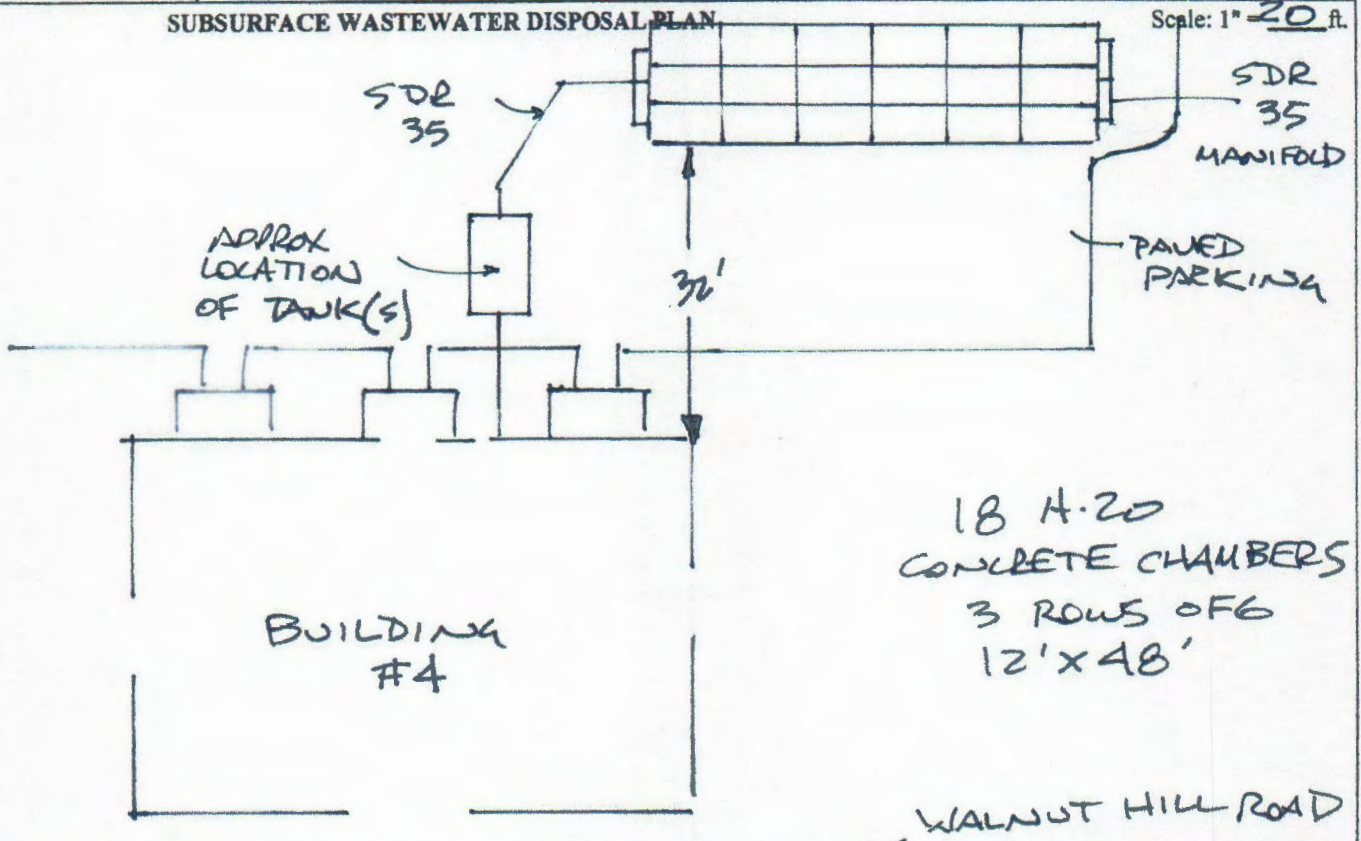 SUBSURFACE WASTEWATER DISPOSAL PLAN
Scale: 1" 20 ft.
SDR
35
SDR
35
MANIFOLD
APPROX
LOCATION
OF TANK(S)
PAVED
PARKING
BUILDING
#4
18 H-20
CONCRETE CHAMBERS
3 ROWS OF 6
12' X 48'
WALNUT HILL ROAD